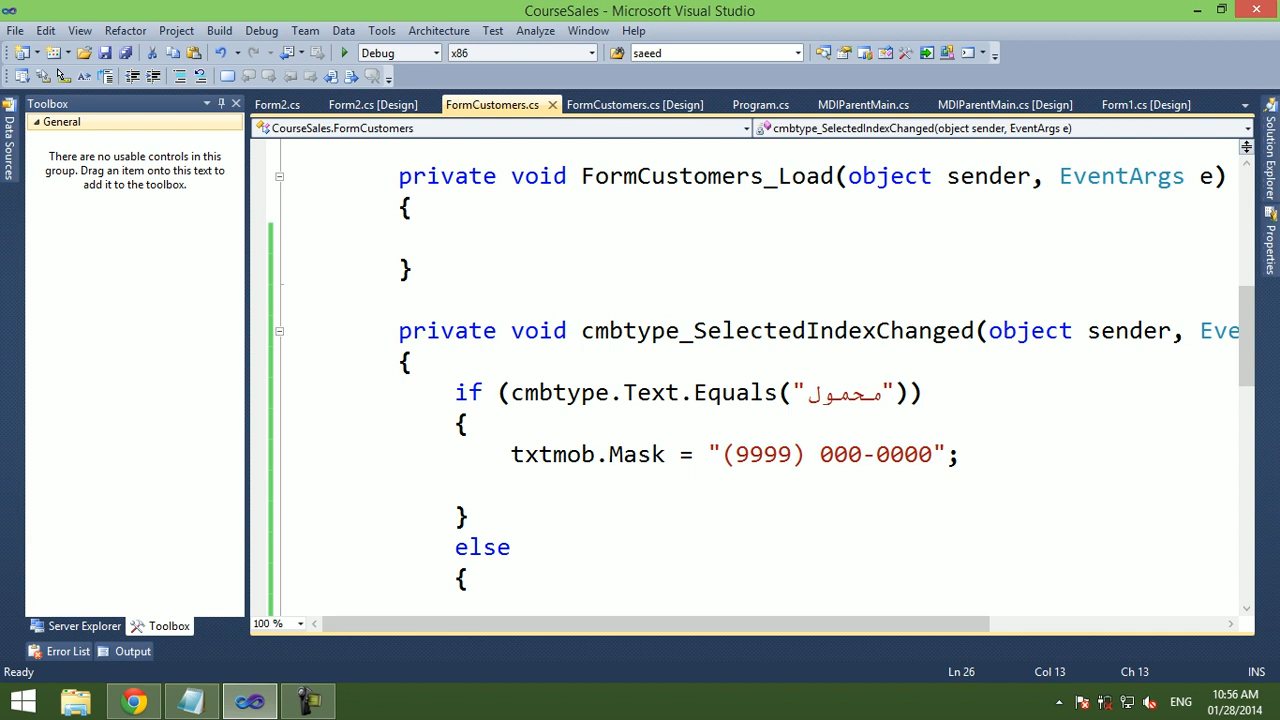 CourseSales - Microsoft Visual Studio
File Edit View Refactor Project Build Debug Team Data Tools Architecture Test Analyze Window Help
Debug x86 saeed
Toolbox
Form2.cs Form2.cs [Design] FormCustomers.cs FormCustomers.cs [Design] Program.cs MDIParentMain.cs MDIParentMain.cs [Design] Form1.cs [Design]
General
CourseSales.FormCustomers cmbtype_SelectedIndexChanged(object sender, EventArgs e)
Data Sources
Solution Explorer
Properties
There are no usable controls in this
group. Drag an item onto this text to
add it to the toolbox.
private void FormCustomers_Load(object sender, EventArgs e)
{
}
private void cmbtype_SelectedIndexChanged(object sender, Eve
{
if (cmbtype.Text.Equals("محمول"))
{
txtmob.Mask = "(9999) 000-0000";
}
else
{
100 %
Server Explorer Toolbox
Error List Output
Ready Ln 26 Col 13 Ch 13 INS
ENG
10:56 AM
01/28/2014